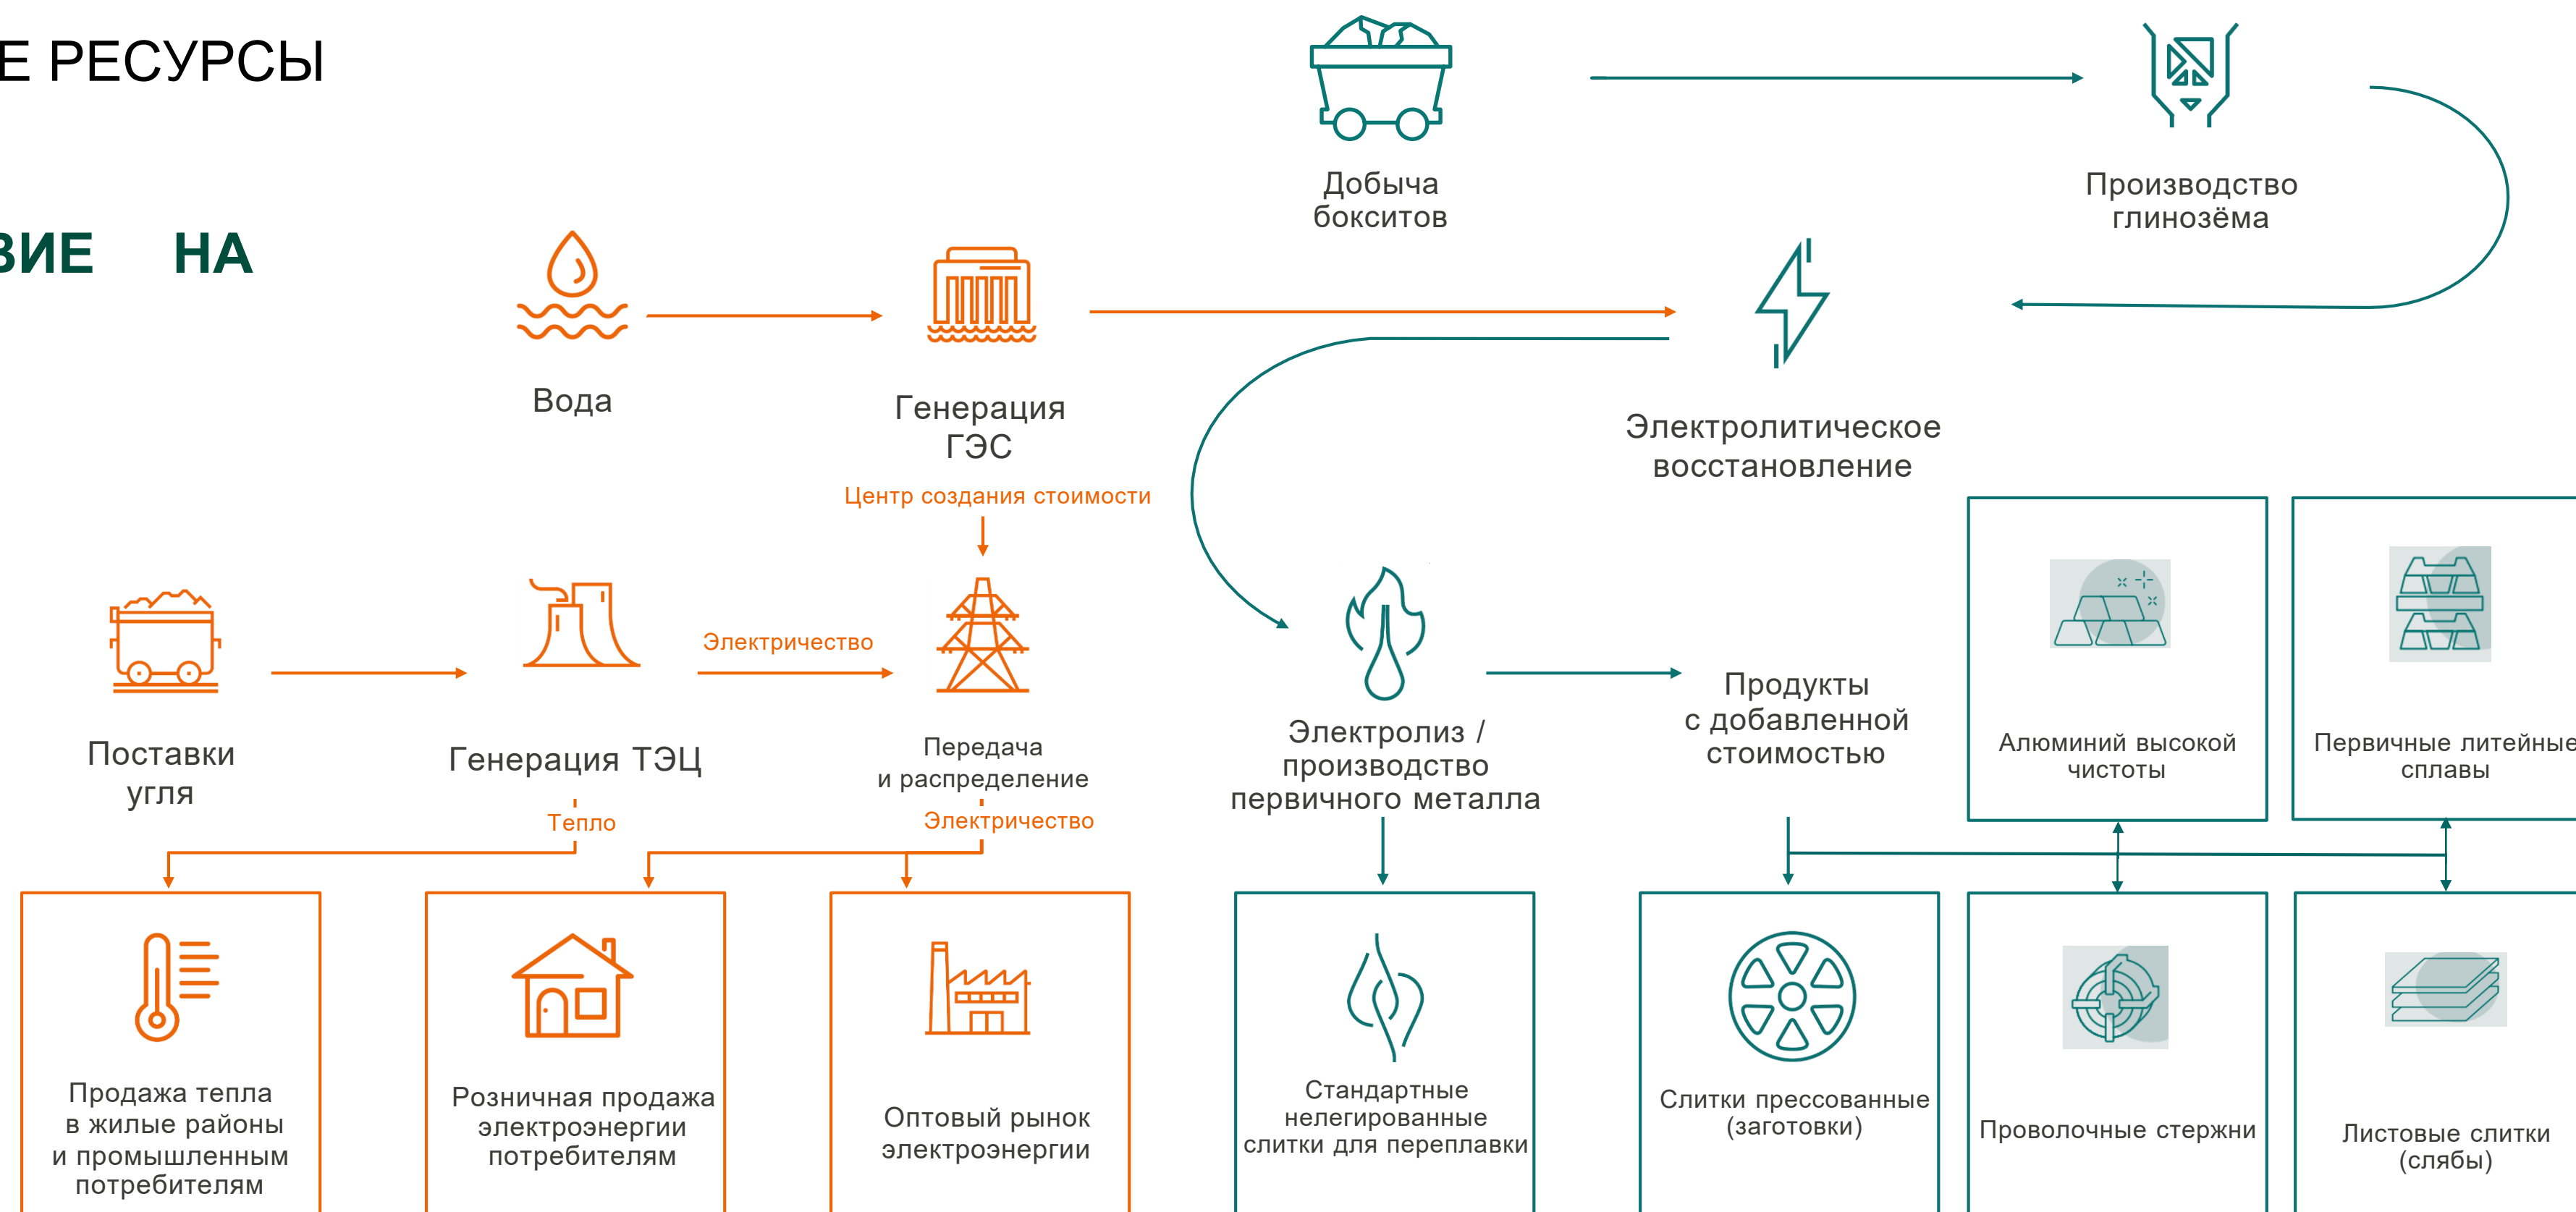 Е РЕСУРСЫ
ВИЕ НА
Добыча
бокситов
Производство
глинозёма
Вода
Генерация
ГЭС
Центр создания стоимости
Электролитическое
восстановление
Поставки
угля
Генерация ТЭЦ
Электричество
Передача
и распределение
Тепло
Электричество
Электролиз /
производство
первичного металла
Продукты
с добавленной
стоимостью
Алюминий высокой
чистоты
Первичные литейные
сплавы
Продажа тепла
в жилые районы
и промышленным
потребителям
Розничная продажа
электроэнергии
потребителям
Оптовый рынок
электроэнергии
Стандартные
нелегированные
слитки для переплавки
Слитки прессованные
(заготовки)
Проволочные стержни
Листовые слитки
(слябы)